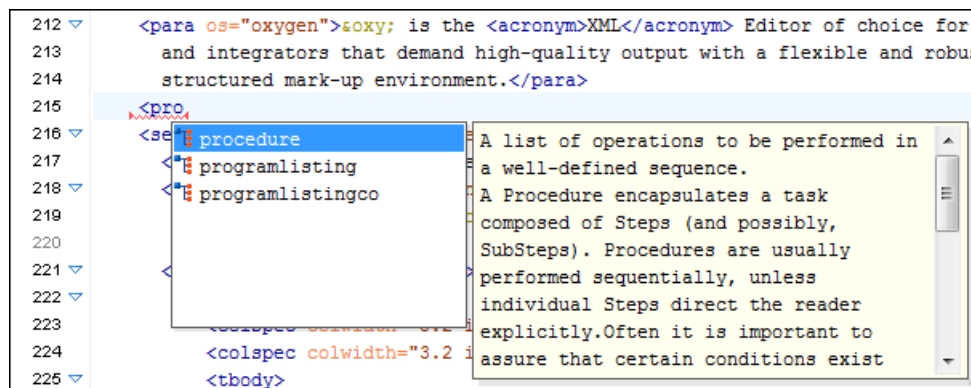 212 <para os="oxygen">&oxy; is the <acronym>XML</acronym> Editor of choice for
213 and integrators that demand high-quality output with a flexible and robu
214 structured mark-up environment.</para>
215 <pro
216 <se
procedure
programlisting
programlistingco
A list of operations to be performed in
a well-defined sequence.
A Procedure encapsulates a task
composed of Steps (and possibly,
SubSteps). Procedures are usually
performed sequentially, unless
individual Steps direct the reader
explicitly.Often it is important to
assure that certain conditions exist
217 <
218 <
219
220
221 <
222
223
224 <colspec colwidth="3.2 i
225 <tbody>